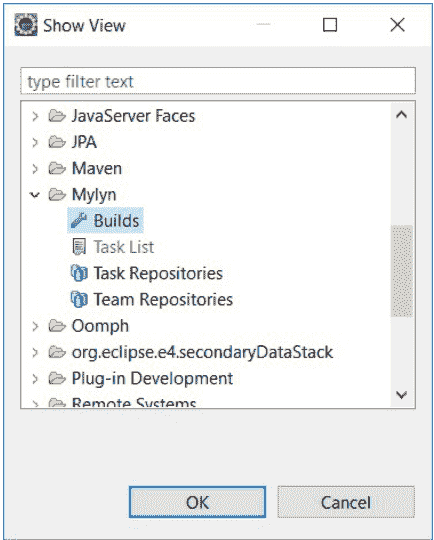 Show View
type filter text
JavaServer Faces
JPA
Maven
Mylyn
Builds
Task List
Task Repositories
Team Repositories
Oomph
org.eclipse.e4.secondaryDataStack
Plug-in Development
Remote Systems
OK Cancel